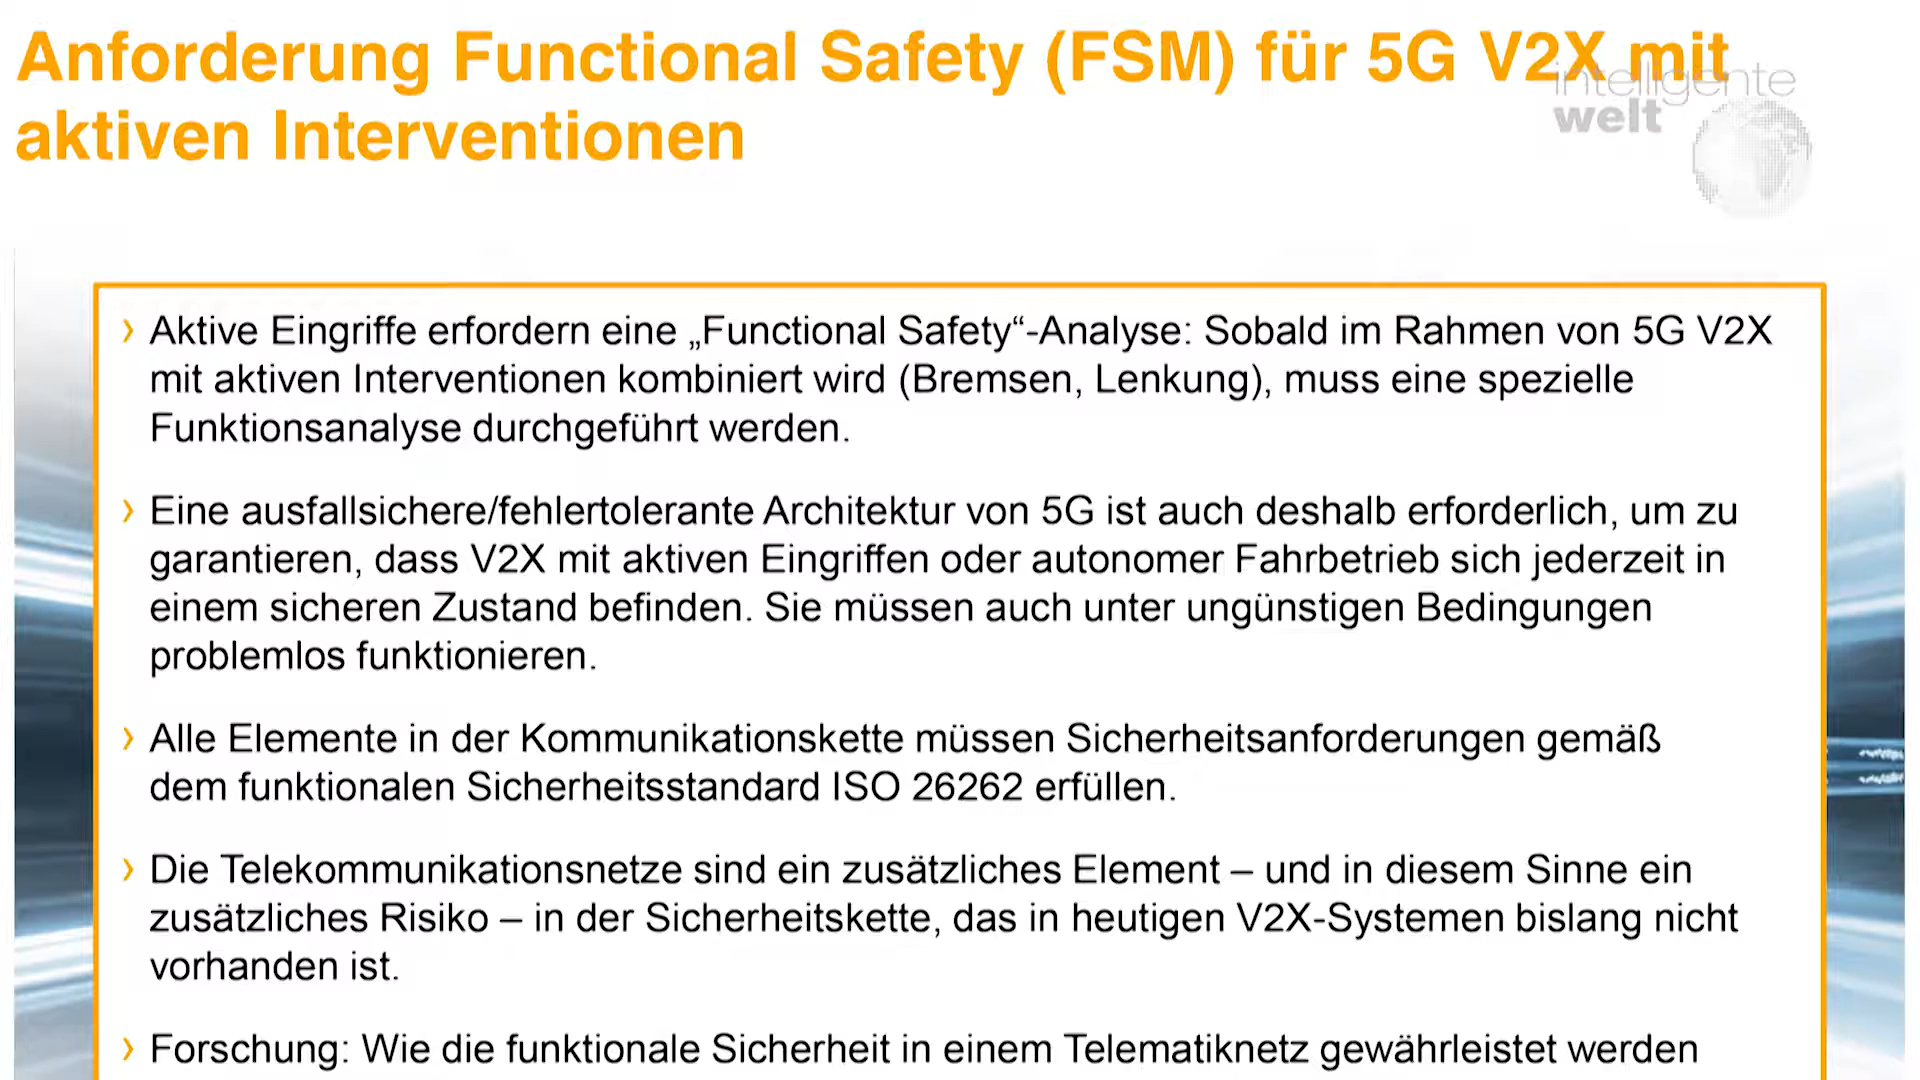 Anforderung Functional Safety (FSM) für 5G V2X mit
aktiven Interventionen
intelligente
welt
› Aktive Eingriffe erfordern eine „Functional Safety“-Analyse: Sobald im Rahmen von 5G V2X
mit aktiven Interventionen kombiniert wird (Bremsen, Lenkung), muss eine spezielle
Funktionsanalyse durchgeführt werden.
› Eine ausfallsichere/fehlertolerante Architektur von 5G ist auch deshalb erforderlich, um zu
garantieren, dass V2X mit aktiven Eingriffen oder autonomer Fahrbetrieb sich jederzeit in
einem sicheren Zustand befinden. Sie müssen auch unter ungünstigen Bedingungen
problemlos funktionieren.
› Alle Elemente in der Kommunikationskette müssen Sicherheitsanforderungen gemäß
dem funktionalen Sicherheitsstandard ISO 26262 erfüllen.
› Die Telekommunikationsnetze sind ein zusätzliches Element – und in diesem Sinne ein
zusätzliches Risiko – in der Sicherheitskette, das in heutigen V2X-Systemen bislang nicht
vorhanden ist.
› Forschung: Wie die funktionale Sicherheit in einem Telematiknetz gewährleistet werden